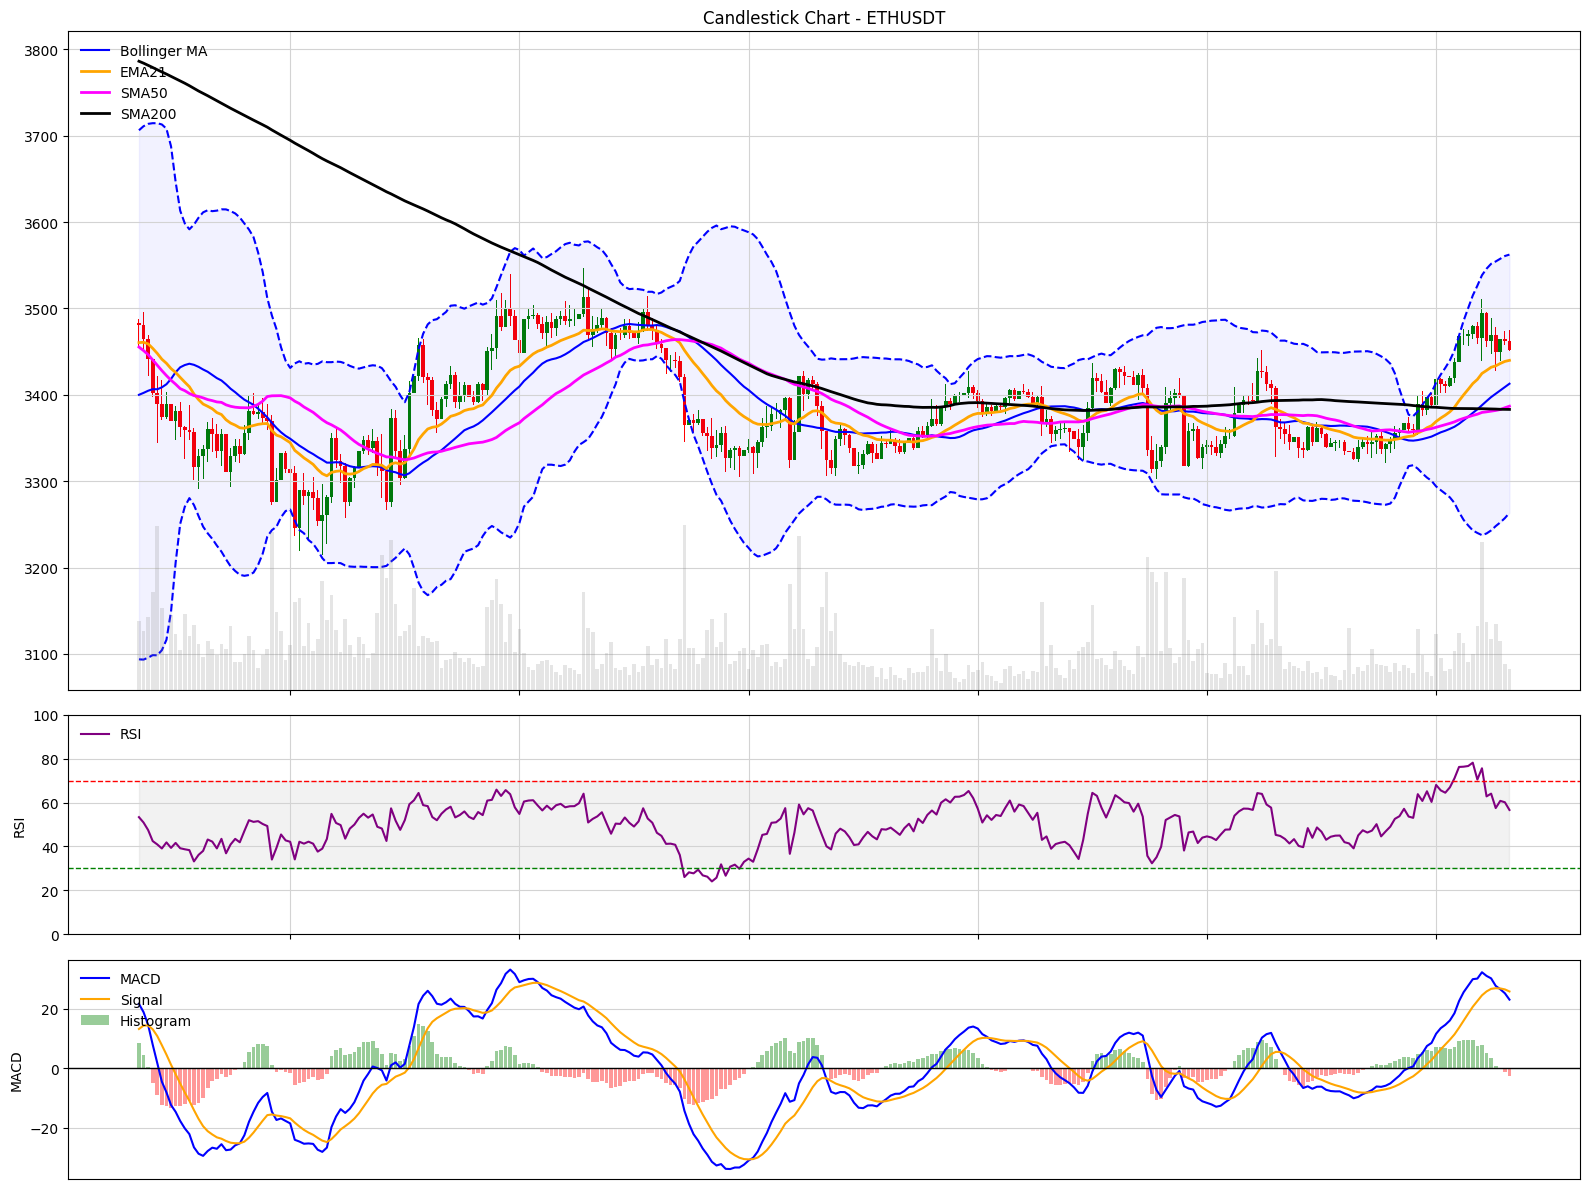 Candlestick Chart - ETHUSDT
3800
3700
3600
3500
3400
3300
3200
3100
Bollinger MA
EMA21
SMA50
SMA200
100
80
60
40
20
0
RSI
RSI
20
0
−20
MACD
MACD
Signal
Histogram